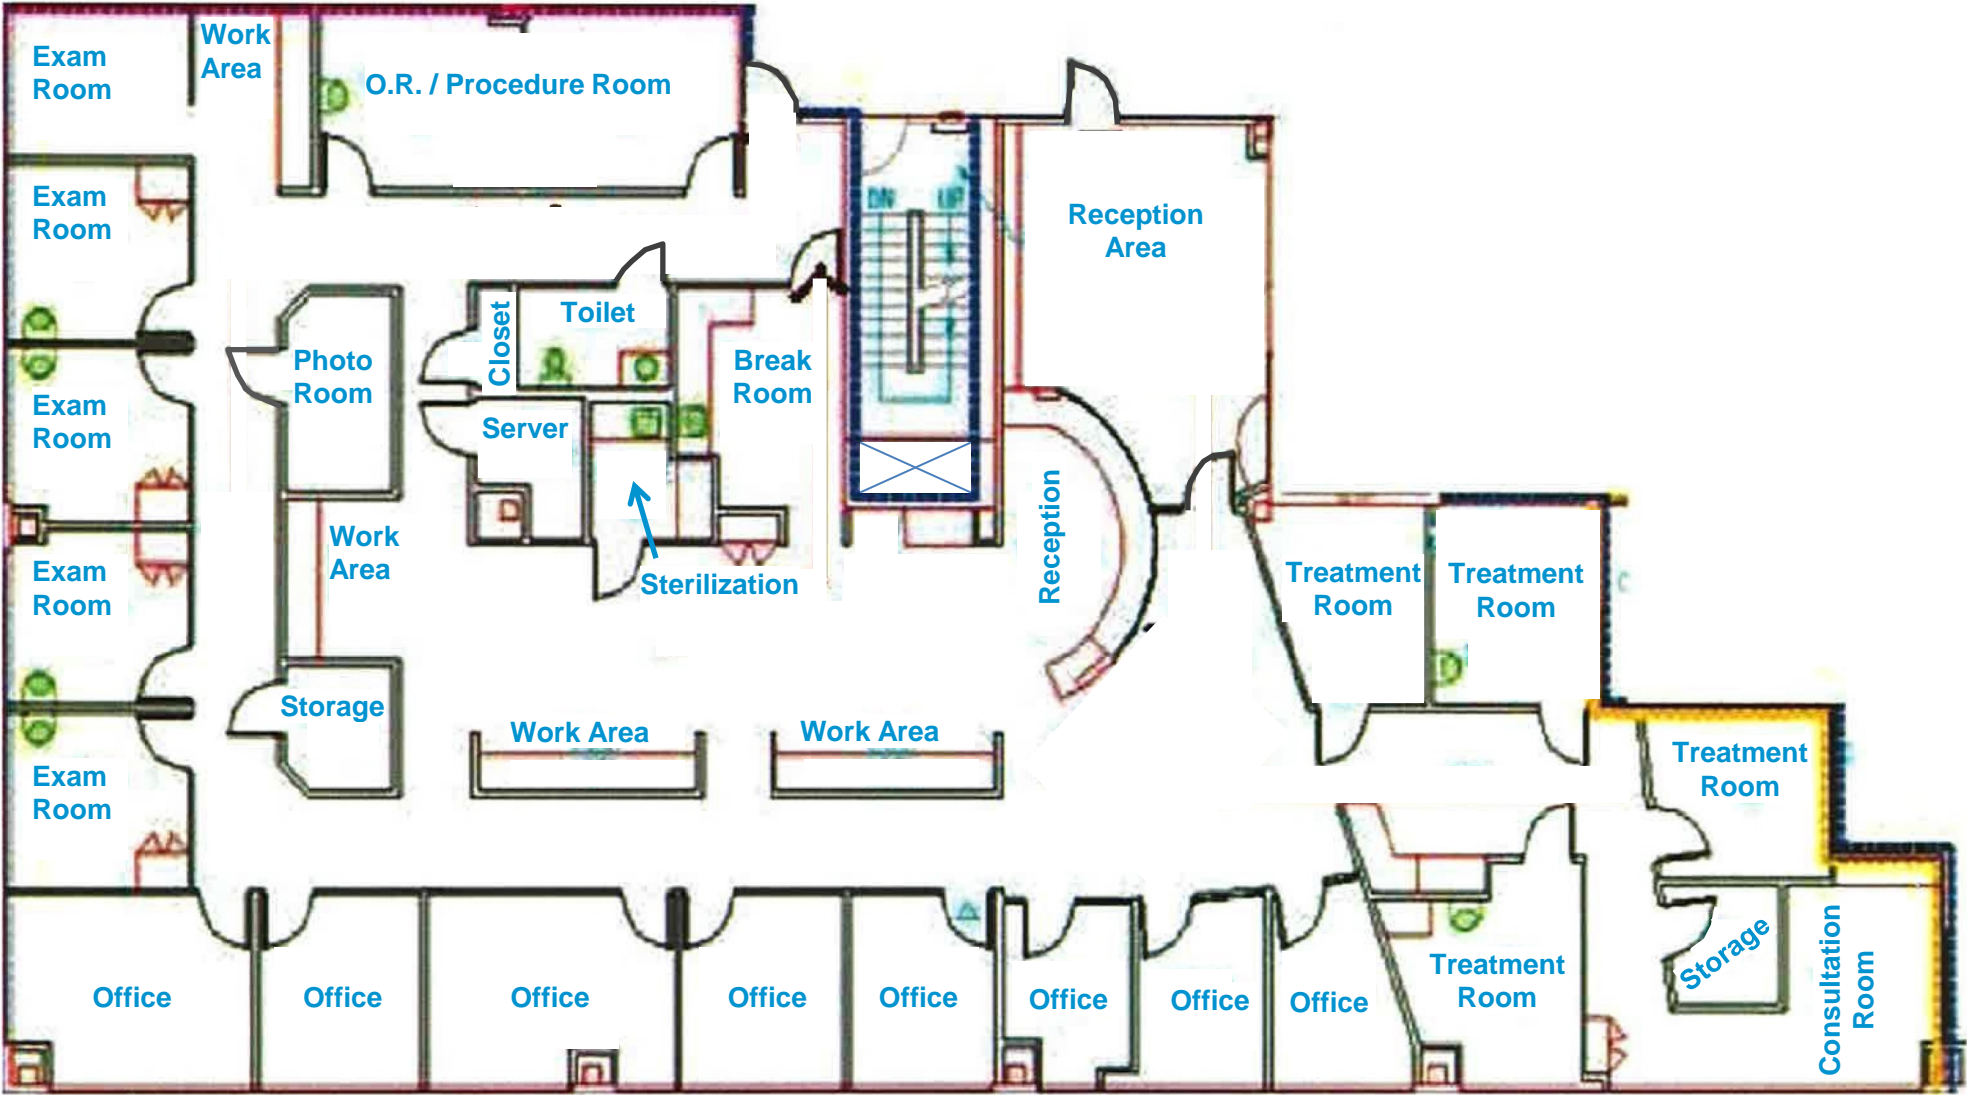 Exam
Room
Work
Area
O.R. / Procedure Room
Exam
Room
DN
UP
Reception
Area
Closet
Toilet
Photo
Room
Break
Room
Exam
Room
Server
Reception
Work
Area
Sterilization
Exam
Room
Treatment
Room
Treatment
Room
Storage
Work Area
Work Area
Treatment
Room
Exam
Room
Office
Office
Office
Office
Office
Office
Office
Office
Treatment
Room
Storage
Consultation
Room